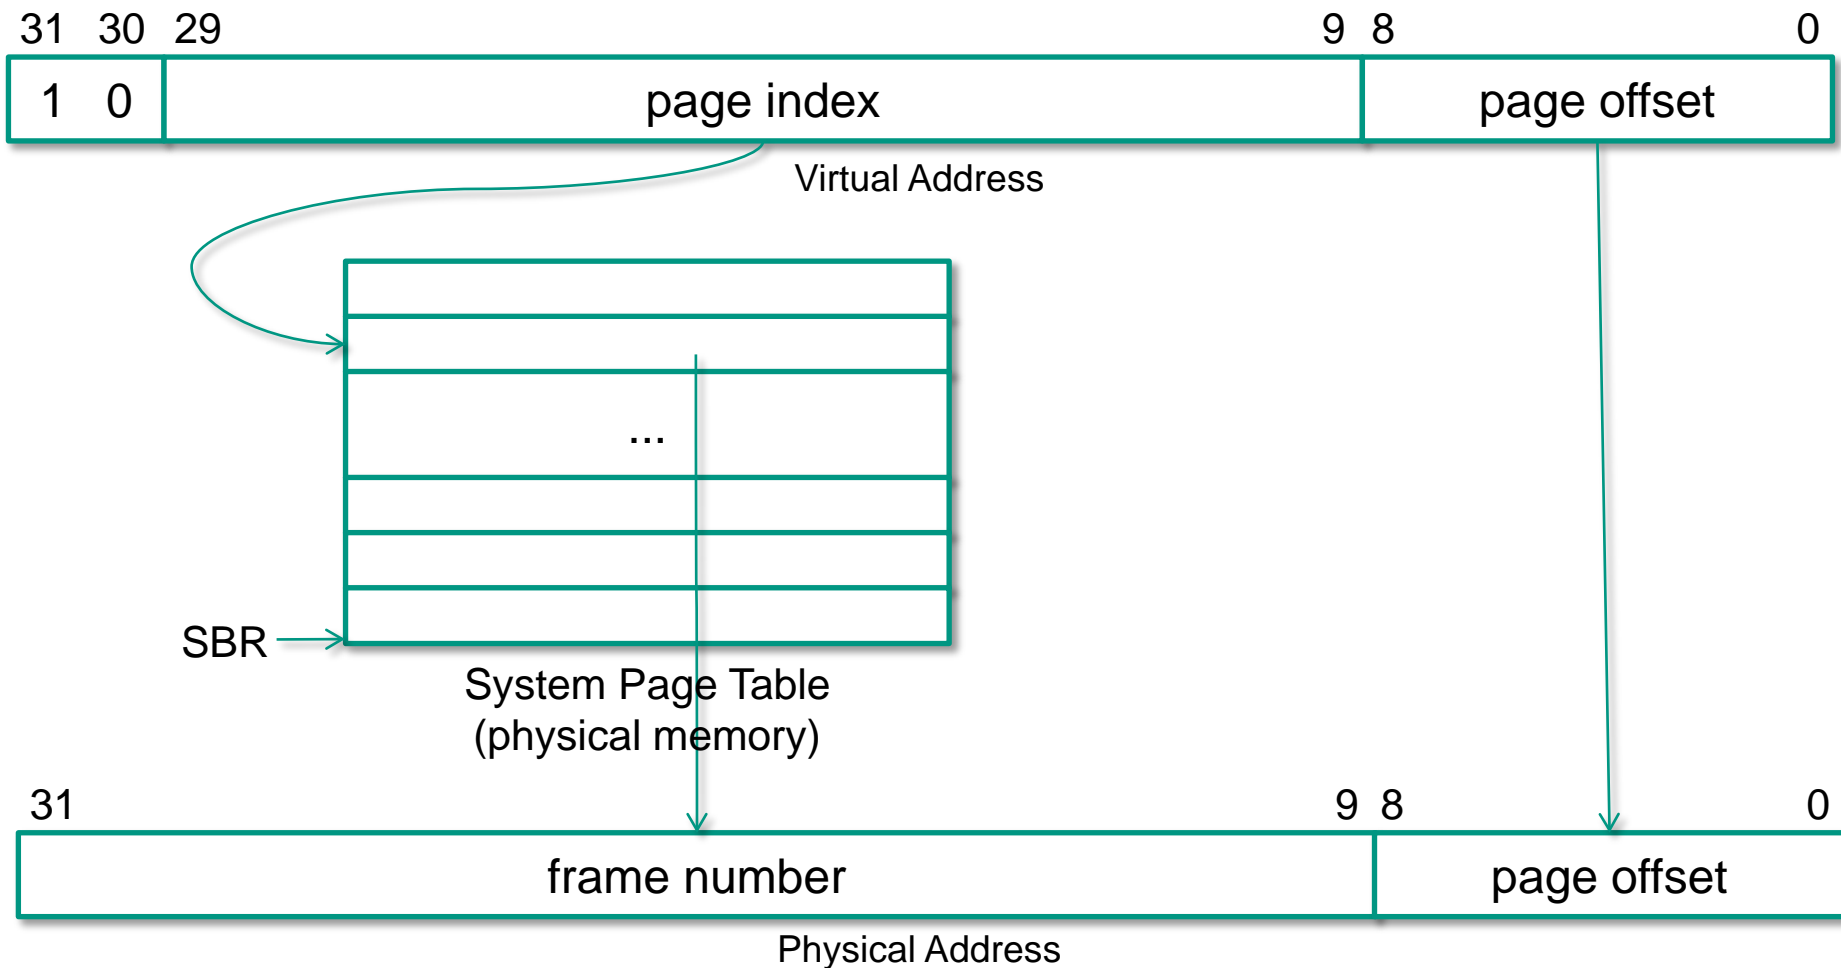 31 30 29 9 8 0
1 0 page index page offset
Virtual Address
...
SBR
System Page Table
(physical memory)
31 9 8 0
frame number page offset
Physical Address